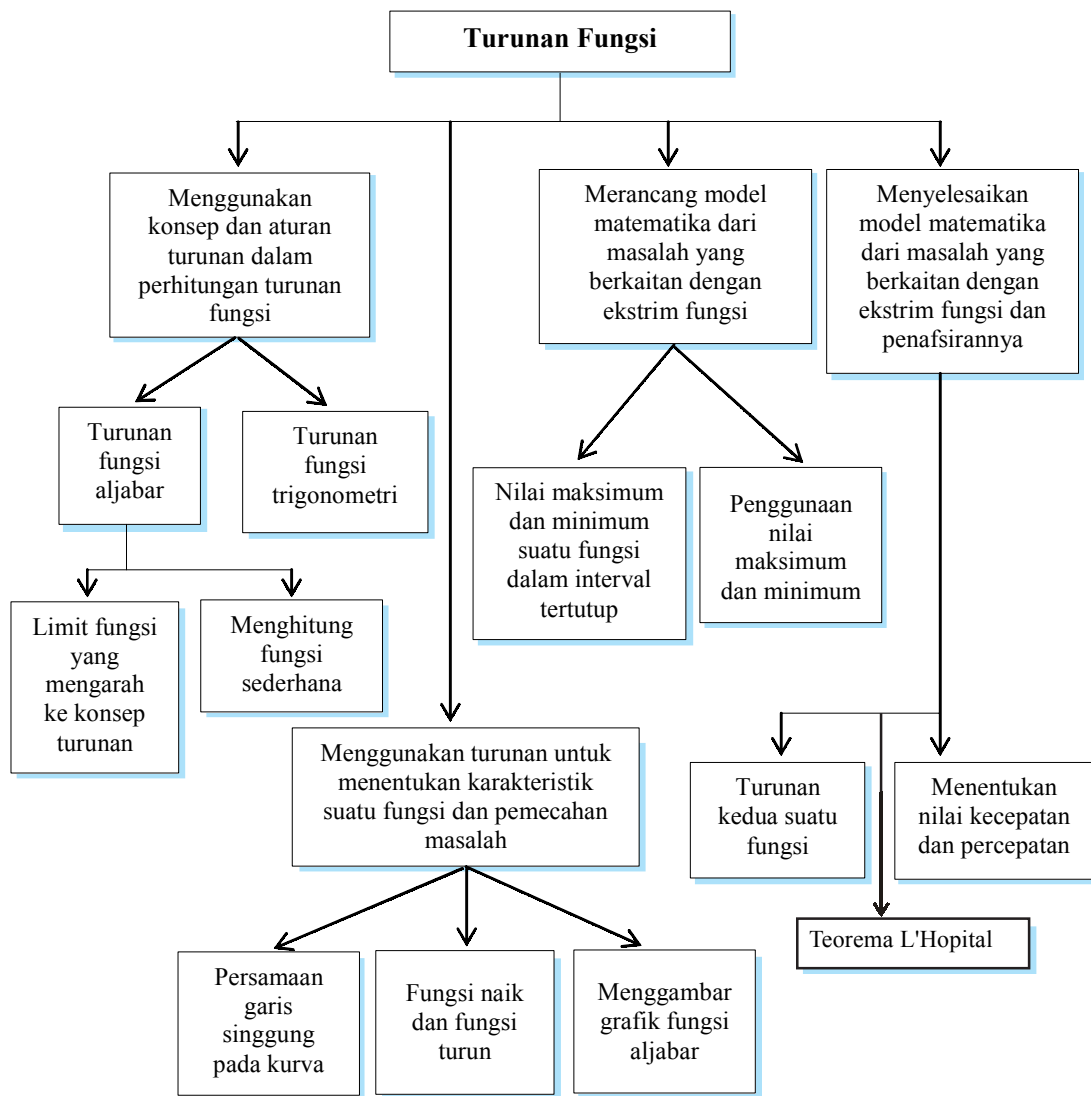 Turunan Fungsi
Menggunakan
konsep dan aturan
turunan dalam
perhitungan turunan
fungsi
Merancang model
matematika dari
masalah yang
berkaitan dengan
ekstrim fungsi
Menyelesaikan
model matematika
dari masalah yang
berkaitan dengan
ekstrim fungsi dan
penafsirannya
Turunan
fungsi
aljabar
Turunan
fungsi
trigonometri
Nilai maksimum
dan minimum
suatu fungsi
dalam interval
tertutup
Penggunaan
nilai
maksimum
dan minimum
Limit fungsi
yang
mengarah
ke konsep
turunan
Menghitung
fungsi
sederhana
Menggunakan turunan untuk
menentukan karakteristik
suatu fungsi dan pemecahan
masalah
Turunan
kedua suatu
fungsi
Menentukan
nilai kecepatan
dan percepatan
Teorema L'Hopital
Persamaan
garis
singgung
pada kurva
Fungsi naik
dan fungsi
turun
Menggambar
grafik fungsi
aljabar